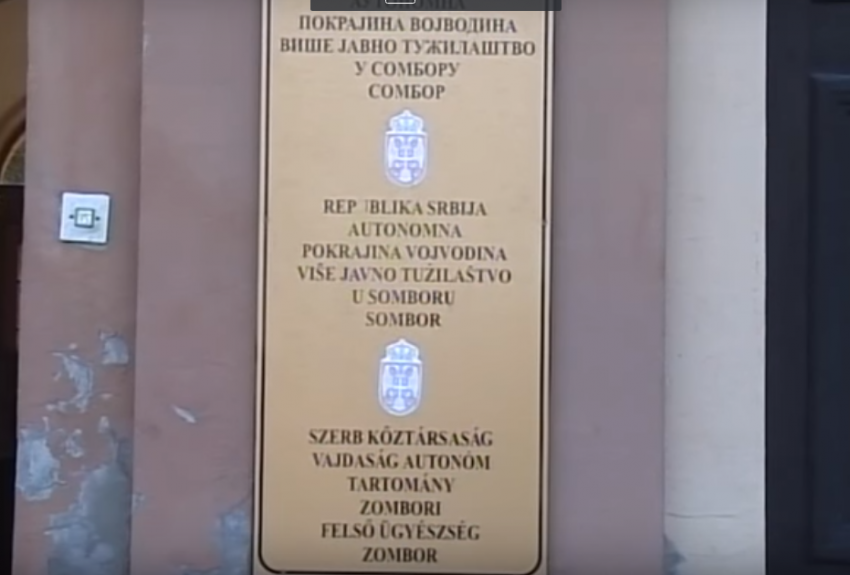 ПОКРАЈИНА ВОЈВОДИНА
ВИШЕ ЈАВНО ТУЖИЛАШТВО
У СОМБОРУ
СОМБОР
REP BLIKA SRBIJA
AUTONOMNA
POKRAJINA VOJVODINA
VIŠE JAVNO TUŽILAŠTVO
U SOMBORU
SOMBOR
SZERB KÖZTÁRSASÁG
VAJDASÁG AUTONÓM
TARTOMÁNY
ZOMBORI
FELSŐ ÜGYÉSZSÉG
ZOMBOR